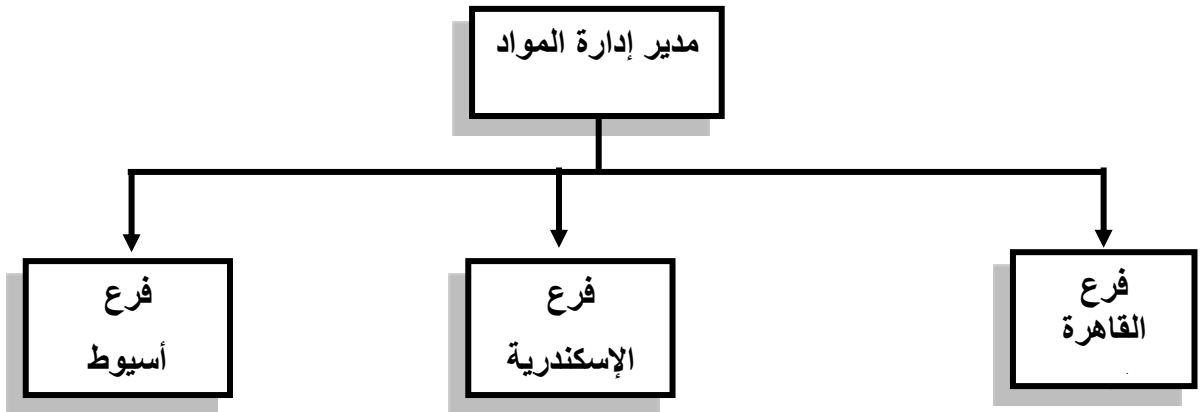 مدير إدارة المواد
فرع
القاهرة
فرع
الإسكندرية
فرع
أسيوط